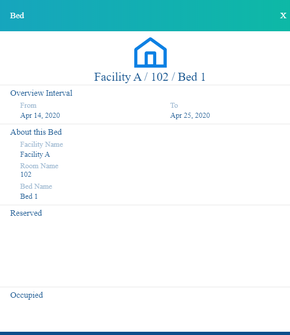 Bed X
Facility A / 102 / Bed 1
Overview Interval
From To
Apr 14, 2020 Apr 25, 2020
About this Bed
Facility Name
Facility A
Room Name
102
Bed Name
Bed 1
Reserved
Occupied